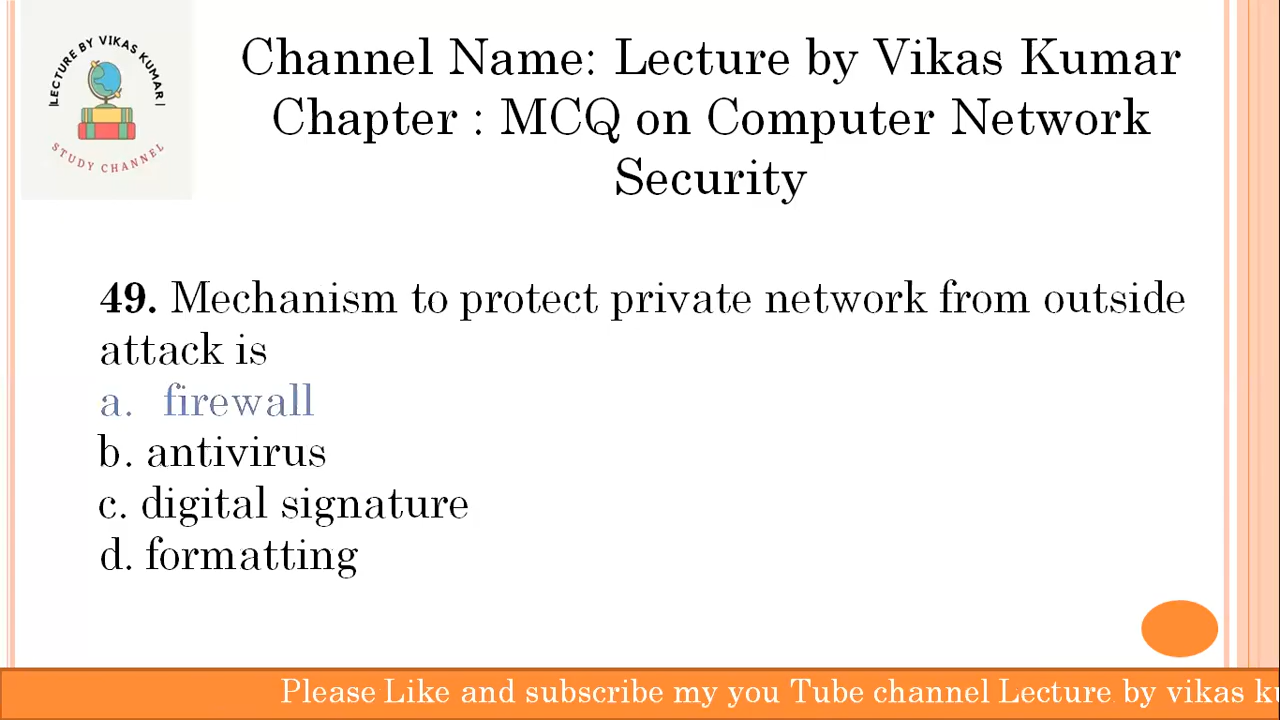 LECTURE BY VIKAS KUMAR
STUDY CHANNEL
Channel Name: Lecture by Vikas Kumar
Chapter : MCQ on Computer Network
Security
49. Mechanism to protect private network from outside
attack is
a. firewall
b. antivirus
c. digital signature
d. formatting
Please Like and subscribe my you Tube channel Lecture by vikas